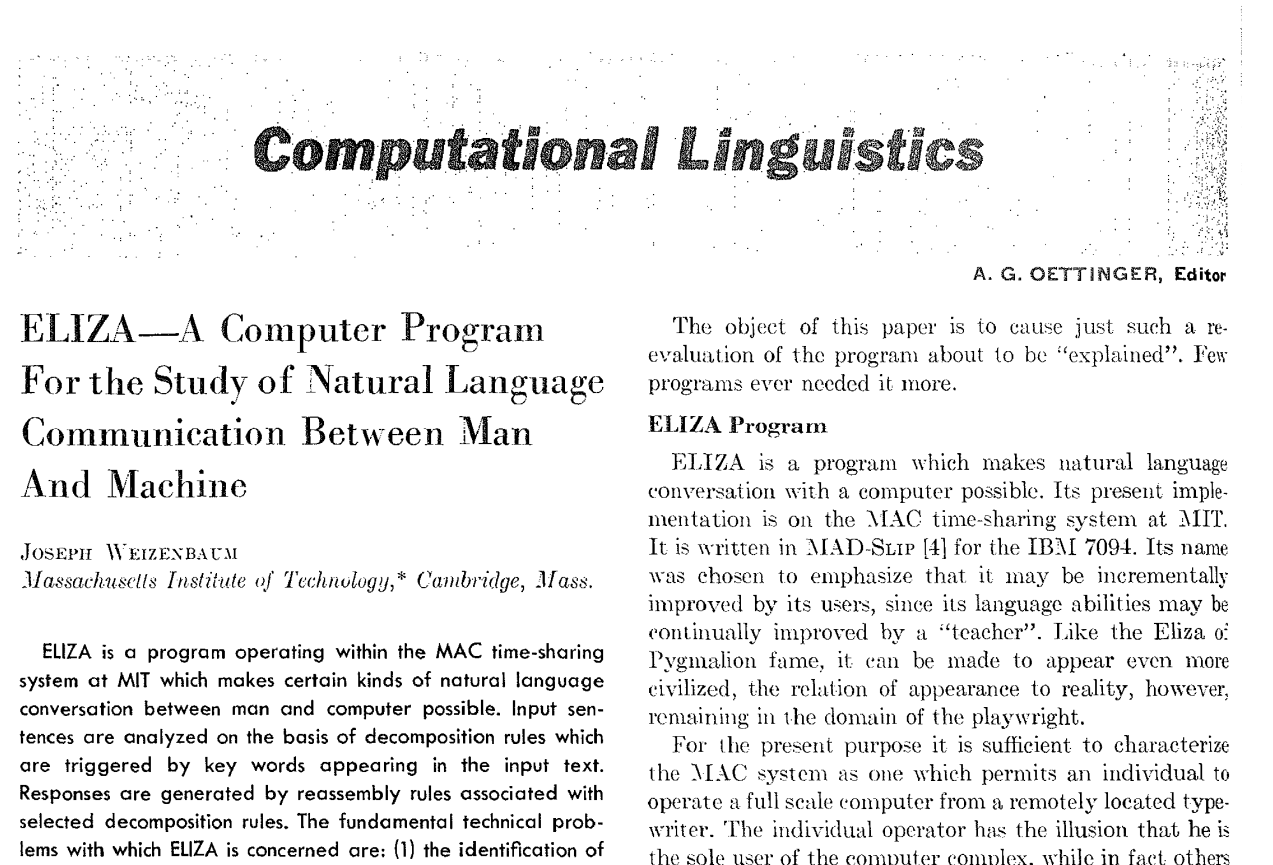 Computational Linguistics
A. G. OETTINGER, Editor
ELIZA—A Computer Program
For the Study of Natural Language
Communication Between Man
And Machine
JOSEPH WEIZENBAUM
Massachusetts Institute of Technology,* Cambridge, Mass.
ELIZA is a program operating within the MAC time-sharing
system at MIT which makes certain kinds of natural language
conversation between man and computer possible. Input sen-
tences are analyzed on the basis of decomposition rules which
are triggered by key words appearing in the input text.
Responses are generated by reassembly rules associated with
selected decomposition rules. The fundamental technical prob-
lems with which ELIZA is concerned are: (1) the identification of
The object of this paper is to cause just such a re-
evaluation of the program about to be “explained”. Few
programs ever needed it more.
ELIZA Program
ELIZA is a program which makes natural language
conversation with a computer possible. Its present imple-
mentation is on the MAC time-sharing system at MIT.
It is written in MAD-SLIP [4] for the IBM 7094. Its name
was chosen to emphasize that it may be incrementally
improved by its users, since its language abilities may be
continually improved by a “teacher”. Like the Eliza of
Pygmalion fame, it can be made to appear even more
civilized, the relation of appearance to reality, however,
remaining in the domain of the playwright.
For the present purpose it is sufficient to characterize
the MAC system as one which permits an individual to
operate a full scale computer from a remotely located type-
writer. The individual operator has the illusion that he is
the sole user of the computer complex, while in fact others